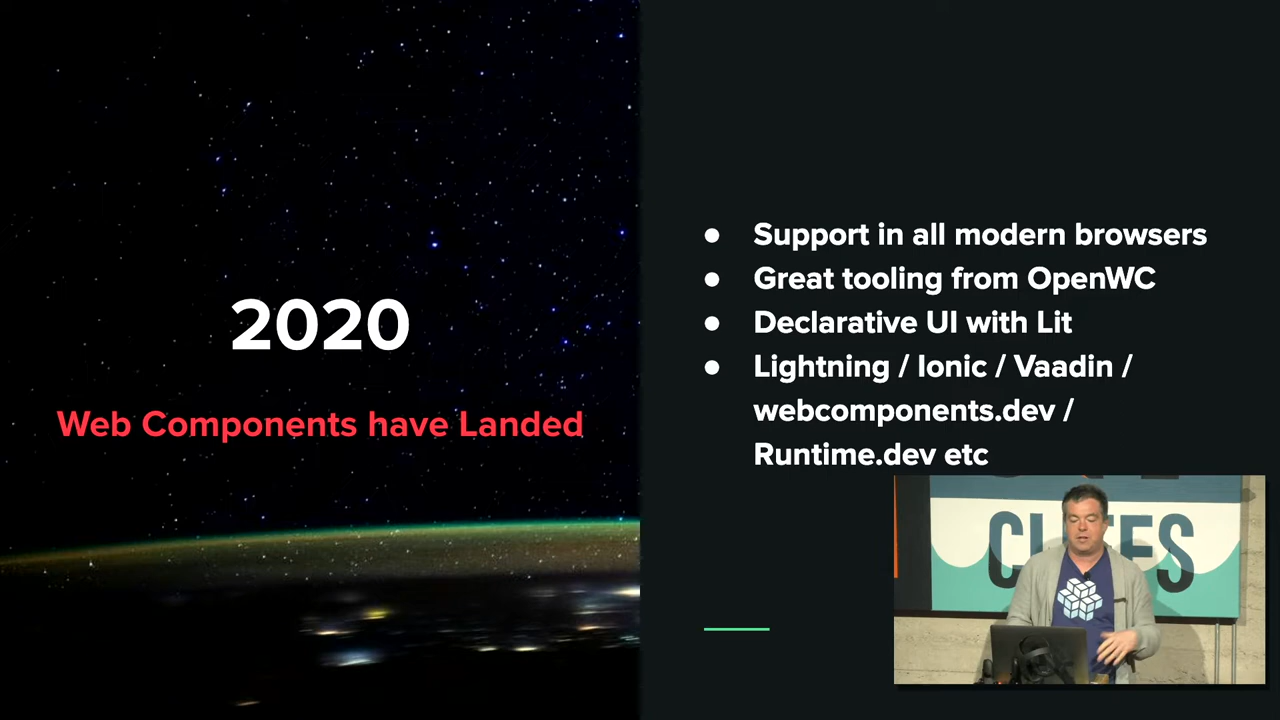 2020
Web Components have Landed
● Support in all modern browsers
● Great tooling from OpenWC
● Declarative UI with Lit
● Lightning / Ionic / Vaadin /
webcomponents.dev /
Runtime.dev etc